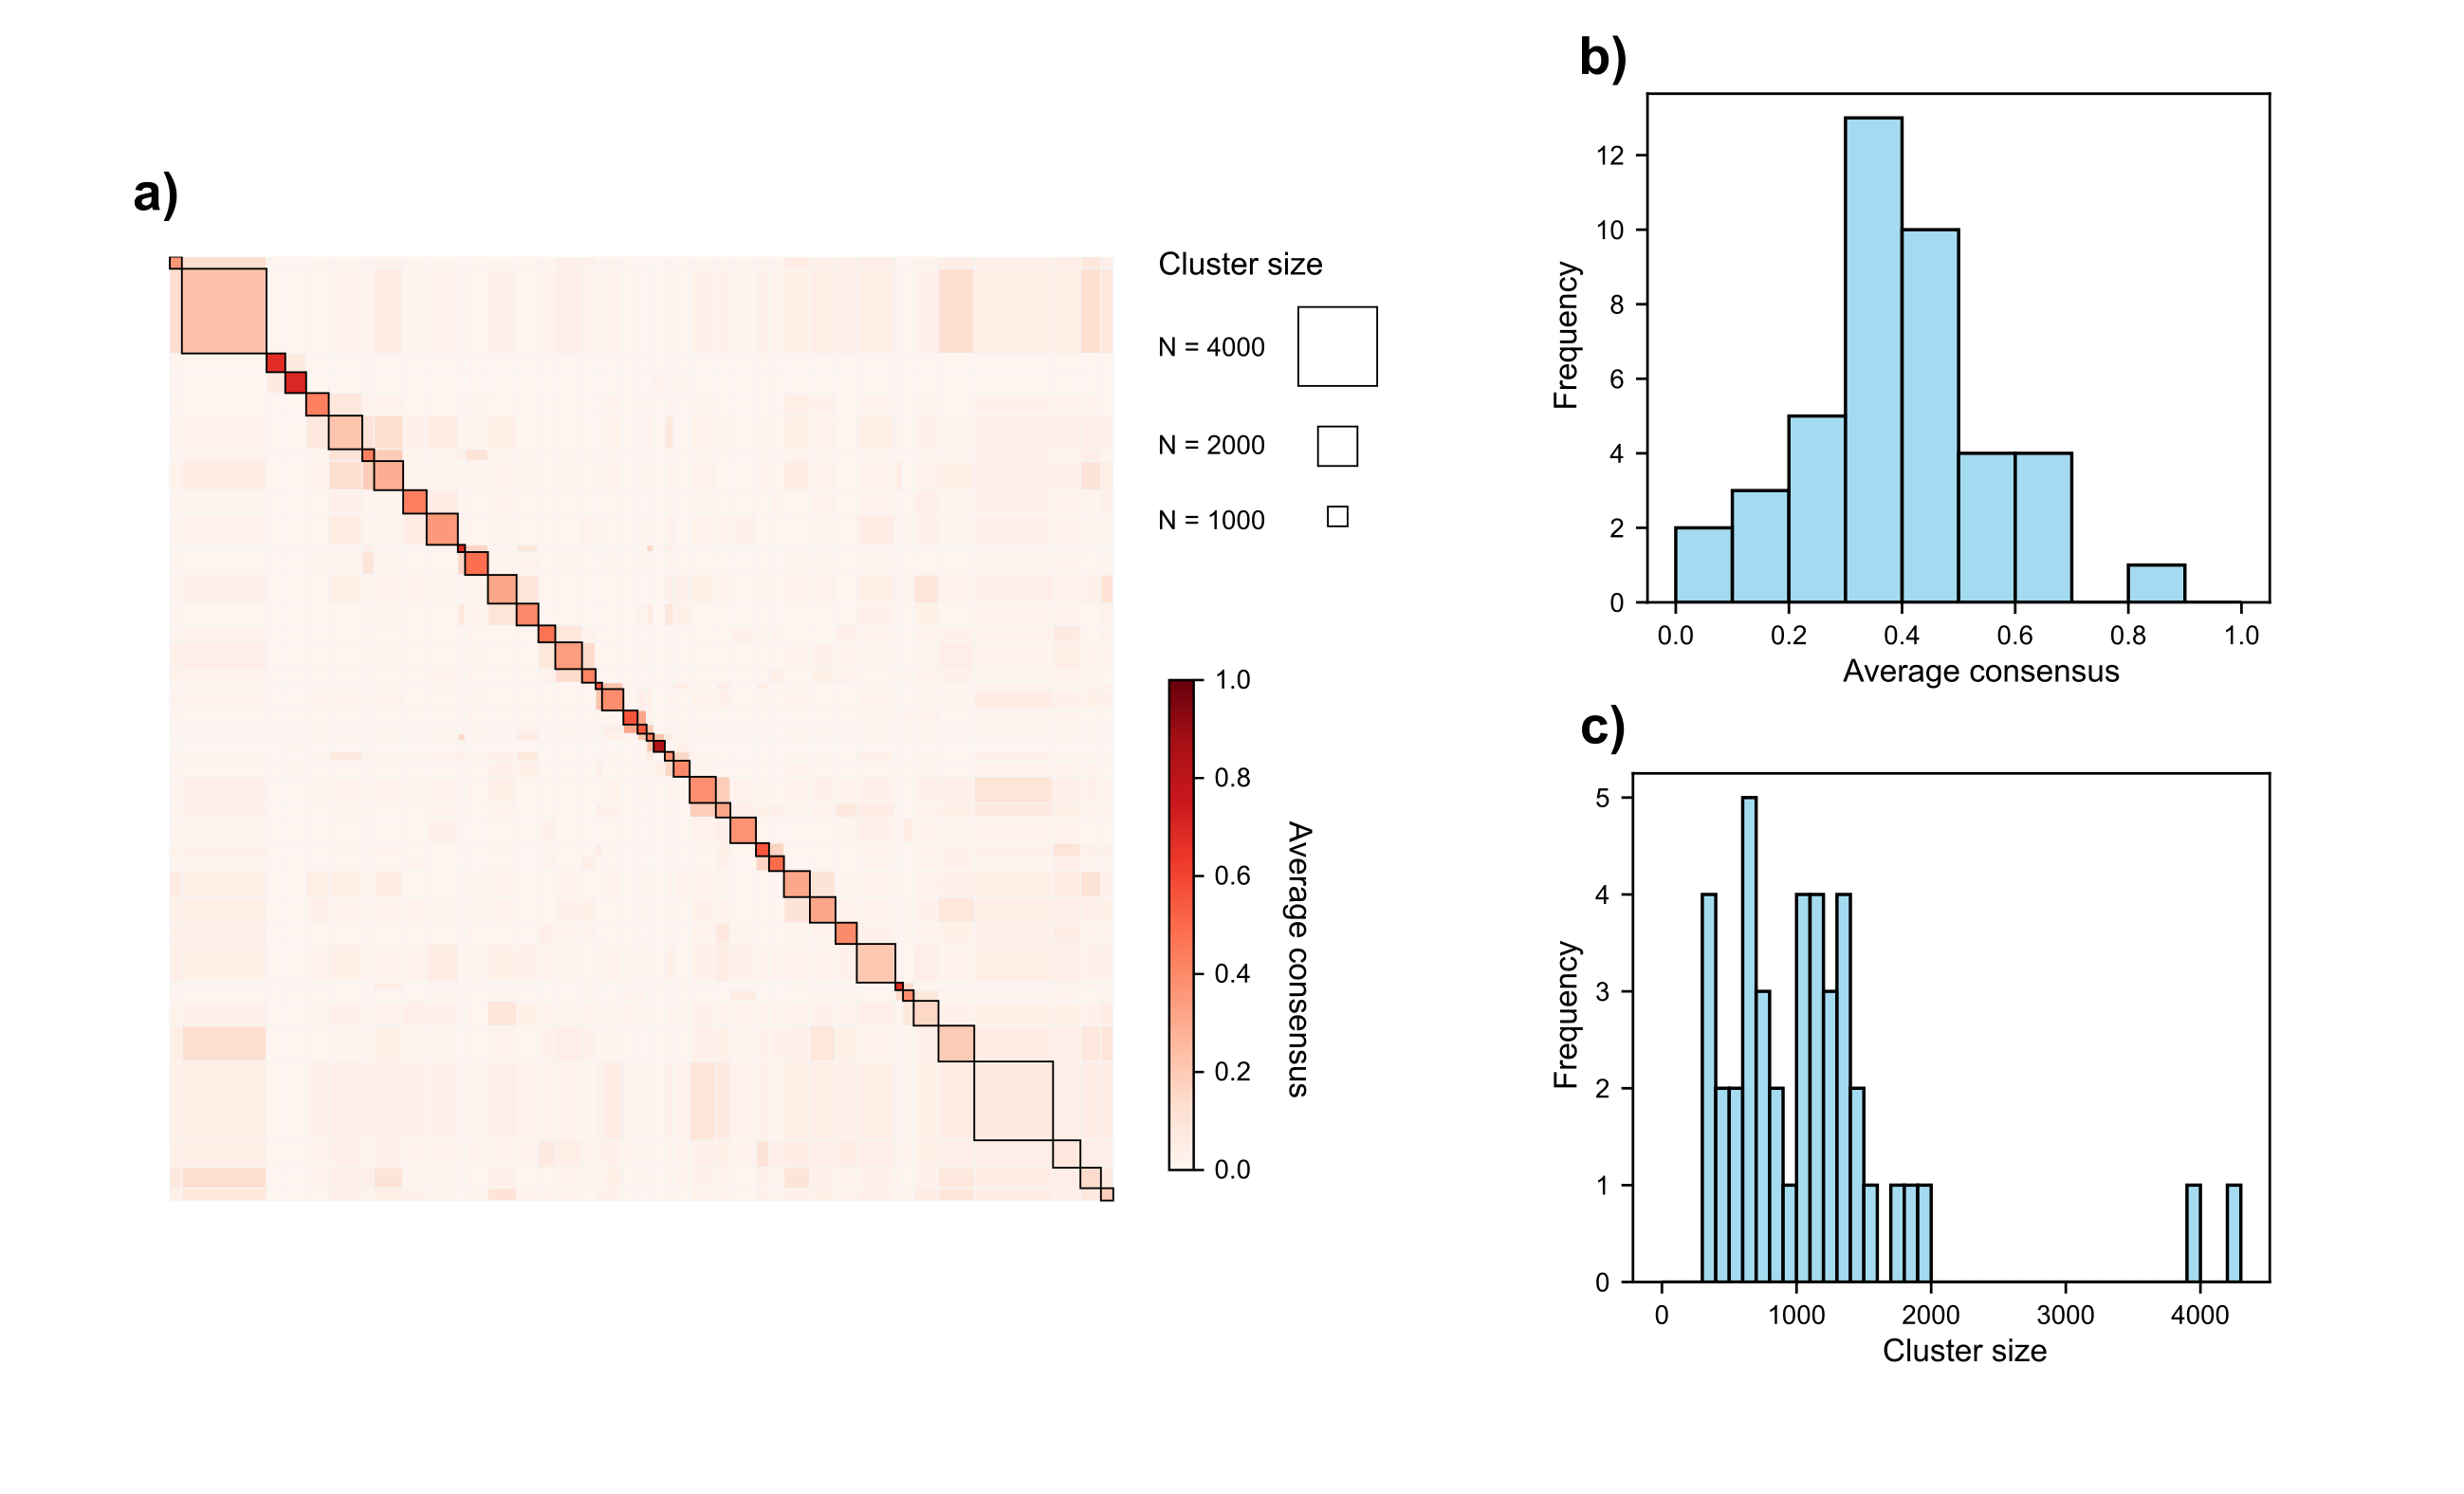 a)
Cluster size
N = 4000
N = 2000
N = 1000
1.0
0.8
0.6
0.4
0.2
0.0
Average consensus
b)
12
10
8
6
4
2
0
Frequency
0.0 0.2 0.4 0.6 0.8 1.0
Average consensus
c)
5
4
3
2
1
0
Frequency
0 1000 2000 3000 4000
Cluster size